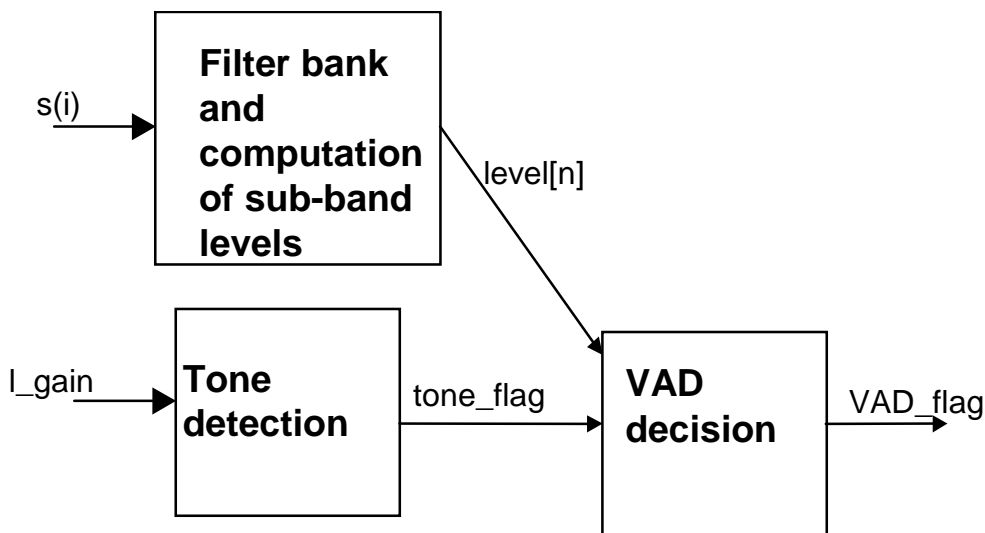 Filter bank
and
computation
of sub-band
levels
s(i)
level[n]
l_gain
Tone
detection
tone_flag
VAD
decision
VAD_flag